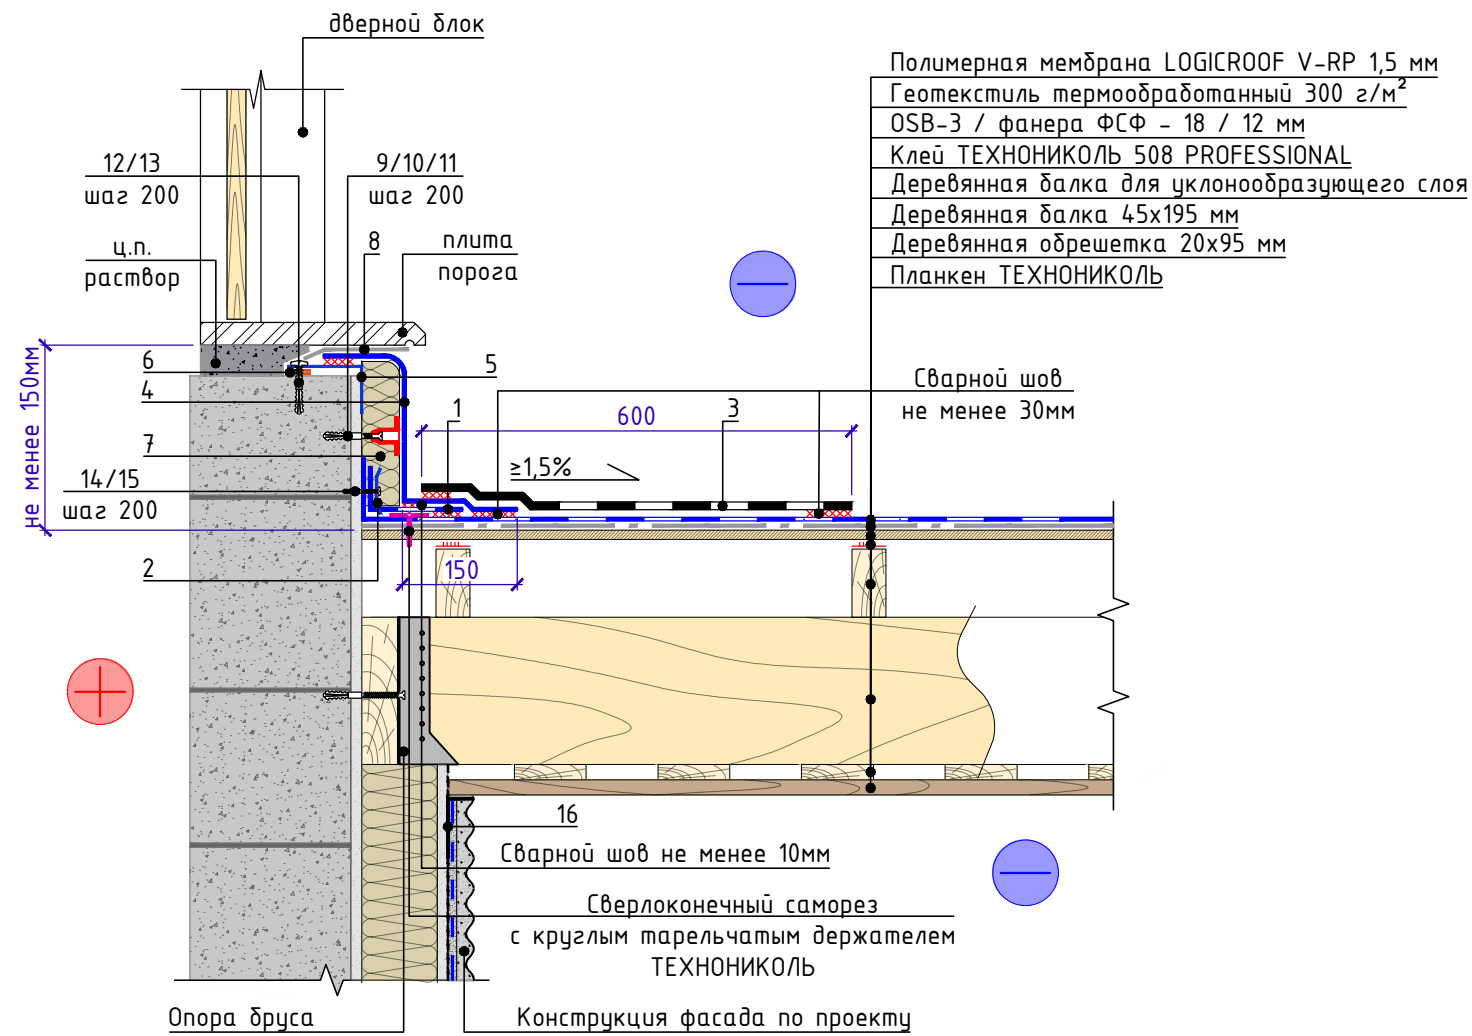 дверной блок
Полимерная мембрана LOGICROOF V-RP 1,5 мм
Геотекстиль термообработанный 300 г/м²
OSB-3 / фанера ФСФ - 18 / 12 мм
Клей ТЕХНОНИКОЛЬ 508 PROFESSIONAL
Деревянная балка для уклонообразующего слоя
Деревянная балка 45x195 мм
Деревянная обрешетка 20x95 мм
Планкен ТЕХНОНИКОЛЬ
12/13
шаг 200
9/10/11
шаг 200
ц.п.
раствор
8
плита
порога
не менее 150мм
6
4
7
14/15
шаг 200
2
5
1
600
3
Сварной шов
не менее 30мм
≥1,5%
150
16
Сварной шов не менее 10мм
Сверлоконечный саморез
с круглым тарельчатым держателем
ТЕХНОНИКОЛЬ
Опора бруса
Конструкция фасада по проекту